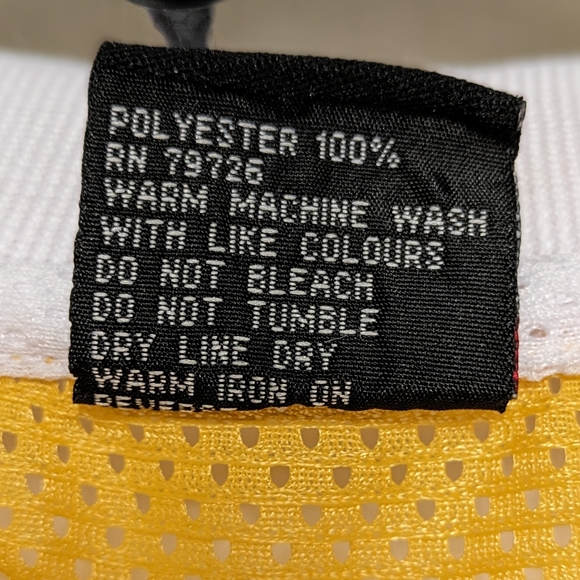 POLYESTER 100%
RN 79726
WARM MACHINE WASH
WITH LIKE COLOURS
DO NOT BLEACH
DO NOT TUMBLE
DRY LINE DRY
WARM IRON ON